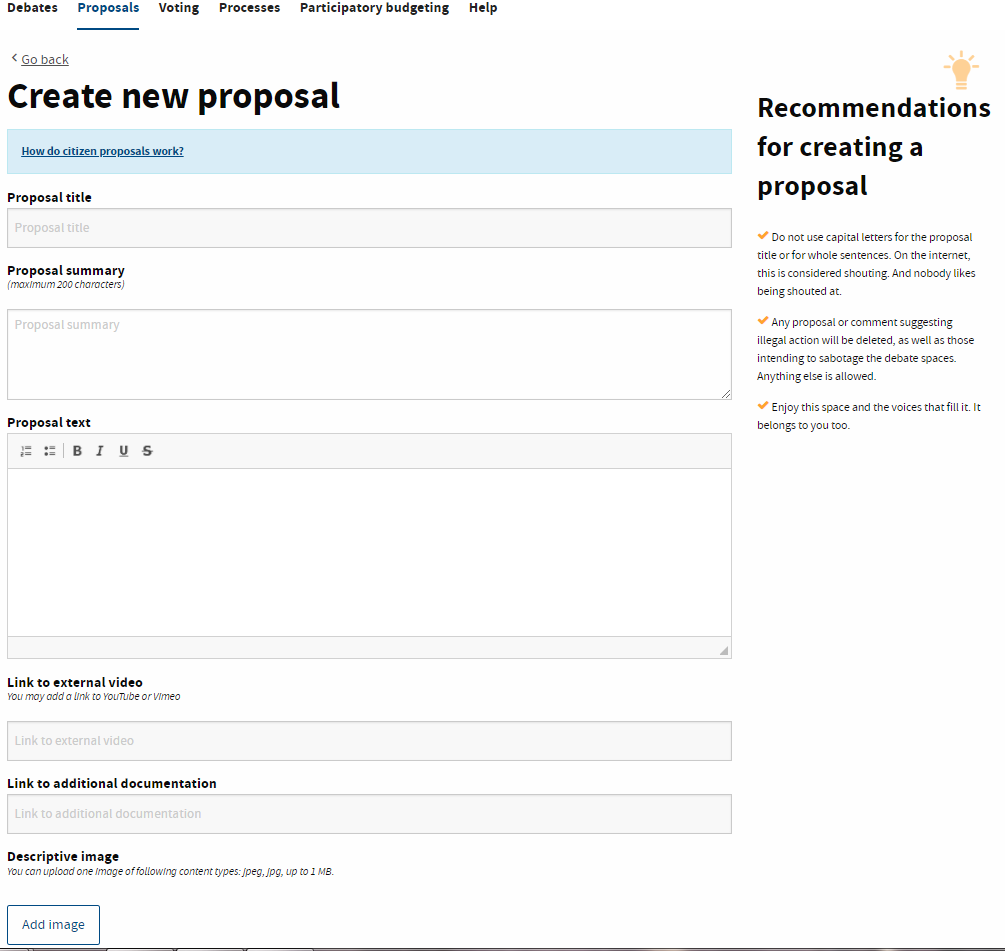 Debates Proposals Voting Processes Participatory budgeting Help
Go back
Create new proposal
How do citizen proposals work?
Proposal title
Proposal title
Proposal summary
(maximum 200 characters)
Proposal summary
Proposal text
B I U S
Link to external video
You may add a link to YouTube or Vimeo
Link to external video
Link to additional documentation
Link to additional documentation
Descriptive image
You can upload one image of following content types: jpeg, jpg, up to 1 MB.
Add image
Recommendations
for creating a
proposal
Do not use capital letters for the proposal
title or for whole sentences. On the internet,
this is considered shouting. And nobody likes
being shouted at.
Any proposal or comment suggesting
illegal action will be deleted, as well as those
intending to sabotage the debate spaces.
Anything else is allowed.
Enjoy this space and the voices that fill it. It
belongs to you too.